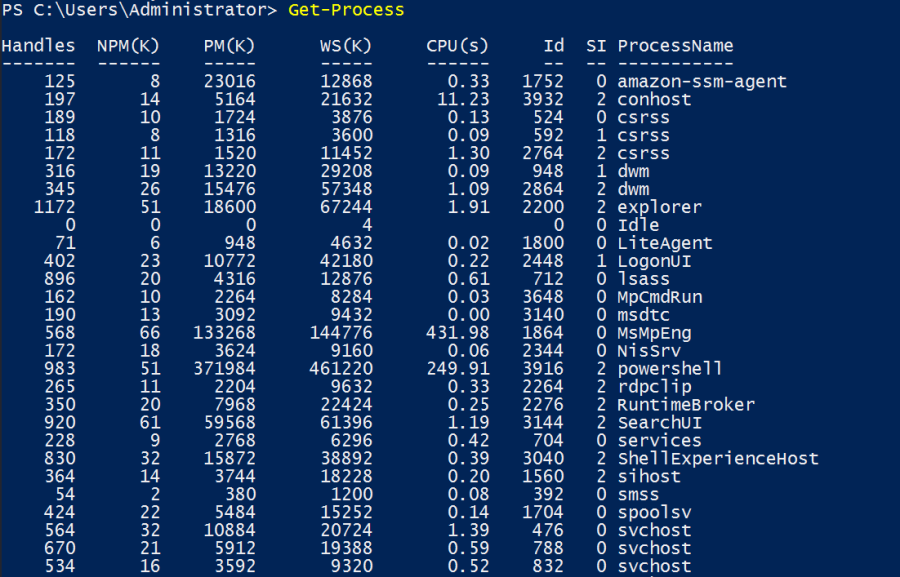 PS C:\Users\Administrator> Get-Process
Handles NPM(K) PM(K) WS(K) CPU(s) Id SI ProcessName
------- ------ ----- ----- ------ -- -- -----------
125 8 23016 12868 0.33 1752 0 amazon-ssm-agent
197 14 5164 21632 11.23 3932 2 conhost
189 10 1724 3876 0.13 524 0 csrss
118 8 1316 3600 0.09 592 1 csrss
172 11 1520 11452 1.30 2764 2 csrss
316 19 13220 29208 0.09 948 1 dwm
345 26 15476 57348 1.09 2864 2 dwm
1172 51 18600 67244 1.91 2200 2 explorer
0 0 0 4 0 0 Idle
71 6 948 4632 0.02 1800 0 LiteAgent
402 23 10772 42180 0.22 2448 1 LogonUI
896 20 4316 12876 0.61 712 0 lsass
162 10 2264 8284 0.03 3648 0 MpCmdRun
190 13 3092 9432 0.00 3140 0 msdtc
568 66 133268 144776 431.98 1864 0 MsMpEng
172 18 3624 9160 0.06 2344 0 NisSrv
983 51 371984 461220 249.91 3916 2 powershell
265 11 2204 9632 0.33 2264 2 rdpclip
350 20 7968 22424 0.25 2276 2 RuntimeBroker
920 61 59568 61396 1.19 3144 2 SearchUI
228 9 2768 6296 0.42 704 0 services
830 32 15872 38892 0.39 3040 2 ShellExperienceHost
364 14 3744 18228 0.20 1560 2 sihost
54 2 380 1200 0.08 392 0 smss
424 22 5484 15252 0.14 1704 0 spoolsv
564 32 10884 20724 1.39 476 0 svchost
670 21 5912 19388 0.59 788 0 svchost
534 16 3592 9320 0.52 832 0 svchost